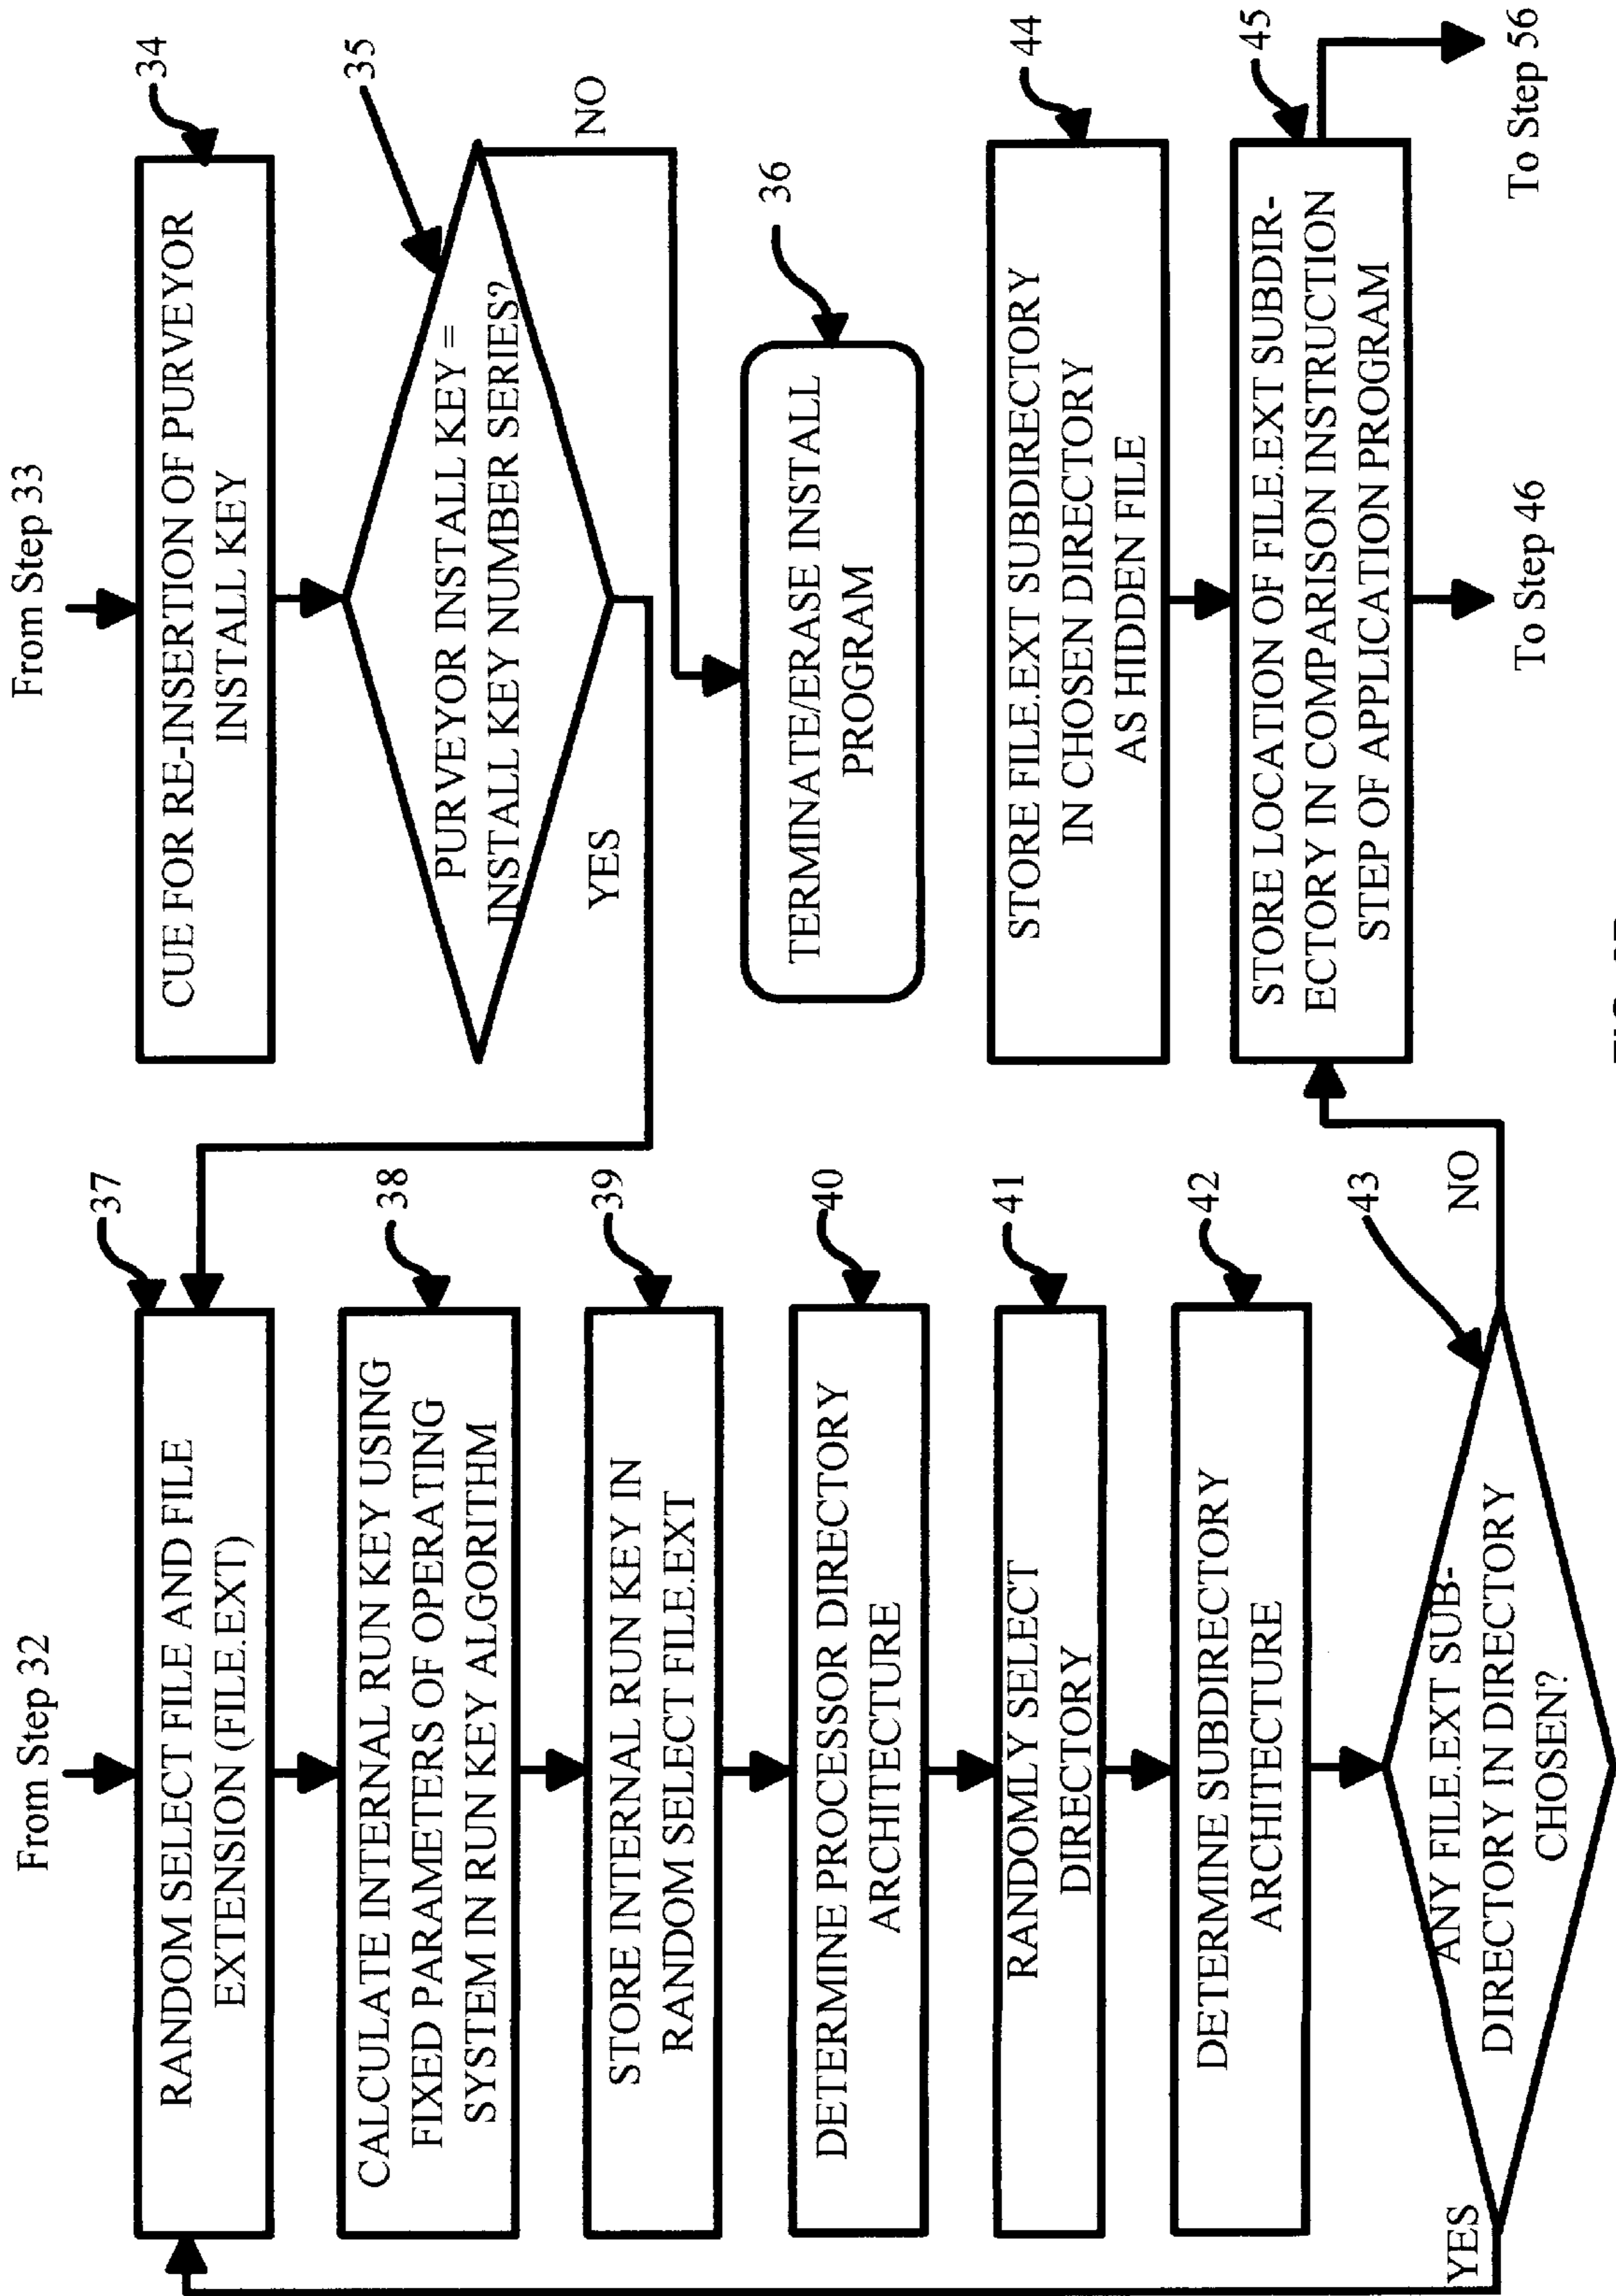 From Step 32
RANDOM SELECT FILE AND FILE
EXTENSION (FILE.EXT)
37
CALCULATE INTERNAL RUN KEY USING
FIXED PARAMETERS OF OPERATING
SYSTEM IN RUN KEY ALGORITHM
38
STORE INTERNAL RUN KEY IN
RANDOM SELECT FILE.EXT
39
DETERMINE PROCESSOR DIRECTORY
ARCHITECTURE
40
RANDOMLY SELECT
DIRECTORY
41
DETERMINE SUBDIRECTORY
ARCHITECTURE
42
ANY FILE.EXT SUB-
DIRECTORY IN DIRECTORY
CHOSEN?
43
YES
NO
From Step 33
CUE FOR RE-INSERTION OF PURVEYOR
INSTALL KEY
34
PURVEYOR INSTALL KEY =
INSTALL KEY NUMBER SERIES?
35
YES
NO
TERMINATE/ERASE INSTALL
PROGRAM
36
STORE FILE.EXT SUBDIRECTORY
IN CHOSEN DIRECTORY
AS HIDDEN FILE
44
STORE LOCATION OF FILE.EXT SUBDIR-
ECTORY IN COMPARISON INSTRUCTION
STEP OF APPLICATION PROGRAM
45
To Step 46
To Step 56